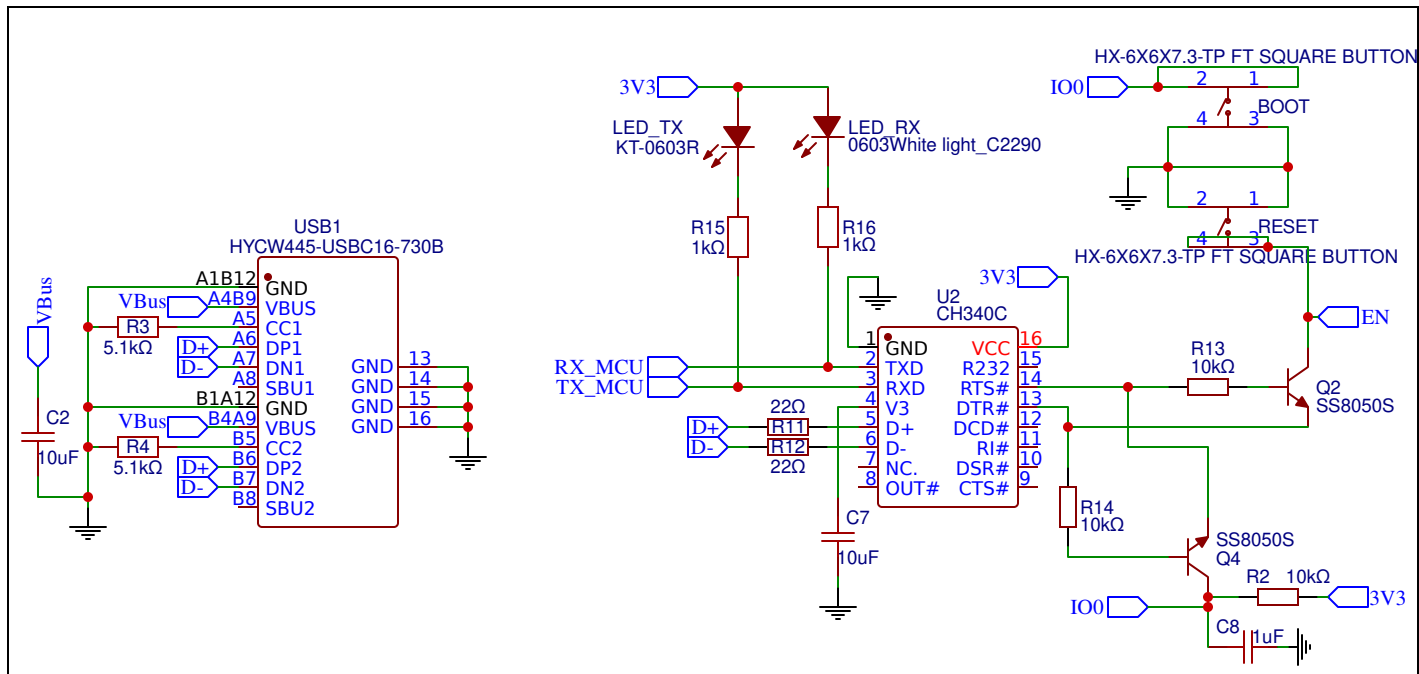 HX-6X6X7.3-TP FT SQUARE BUTTON
IO0
2
1
BOOT
4
3
2
1
RESET
4
3
HX-6X6X7.3-TP FT SQUARE BUTTON
EN
3V3
LED_TX
KT-0603R
LED_RX
0603White light_C2290
R15
1kΩ
R16
1kΩ
USB1
HYCW445-USBC16-730B
VBus
C2
10uF
A1B12
GND
VBus
A4B9
VBUS
R3
5.1kΩ
A5
CC1
D+
A6
DP1
D-
A7
DN1
A8
SBU1
B1A12
GND
VBus
B4A9
VBUS
R4
5.1kΩ
B5
CC2
D+
B6
DP2
D-
B7
DN2
B8
SBU2
GND
13
GND
14
GND
15
GND
16
3V3
U2
CH340C
RX_MCU
TX_MCU
1
GND
2
TXD
3
RXD
4
V3
5
D+
6
D-
7
NC.
8
OUT#
VCC
16
R232
15
RTS#
14
DTR#
13
DCD#
12
RI#
11
DSR#
10
CTS#
9
22Ω
D+
R11
D-
R12
22Ω
C7
10uF
R13
10kΩ
Q2
SS8050S
R14
10kΩ
SS8050S
Q4
R2
10kΩ
3V3
IO0
C8
1uF